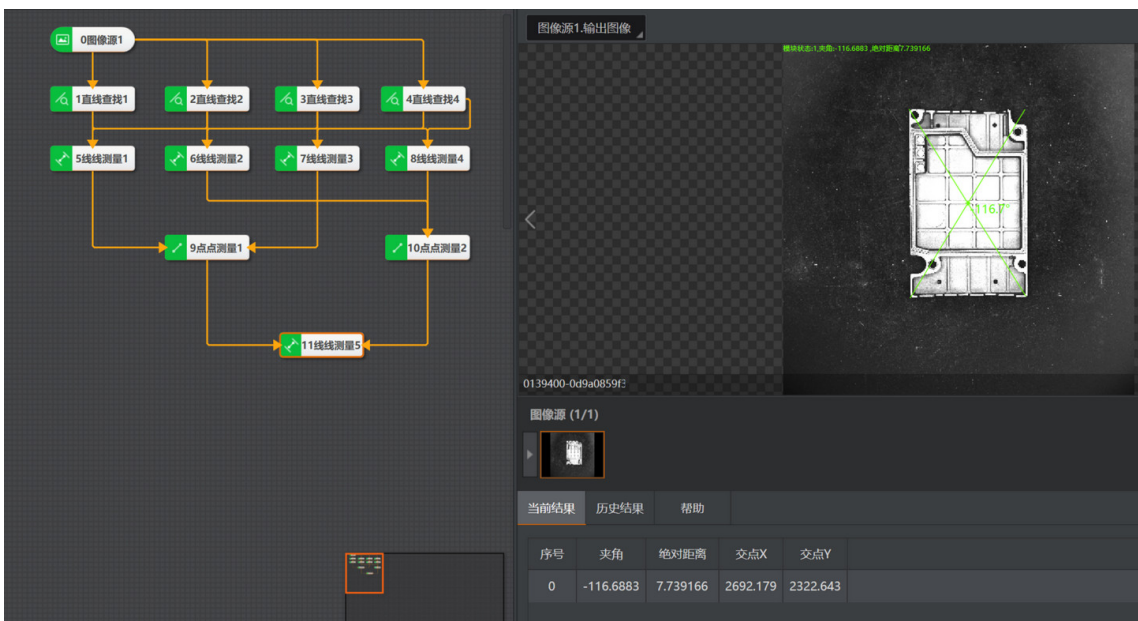 0图像源1
1直线查找1
2直线查找2
3直线查找3
4直线查找4
5线线测量1
6线线测量2
7线线测量3
8线线测量4
9点点测量1
10点点测量2
11线线测量5
图像源1.输出图像
模块状态:1,夹角:-116.6883 ,绝对距离7.739166
-116.7°
0139400-0d9a0859f3
图像源 (1/1)
当前结果 历史结果 帮助
序号 夹角 绝对距离 交点X 交点Y
0 -116.6883 7.739166 2692.179 2322.643